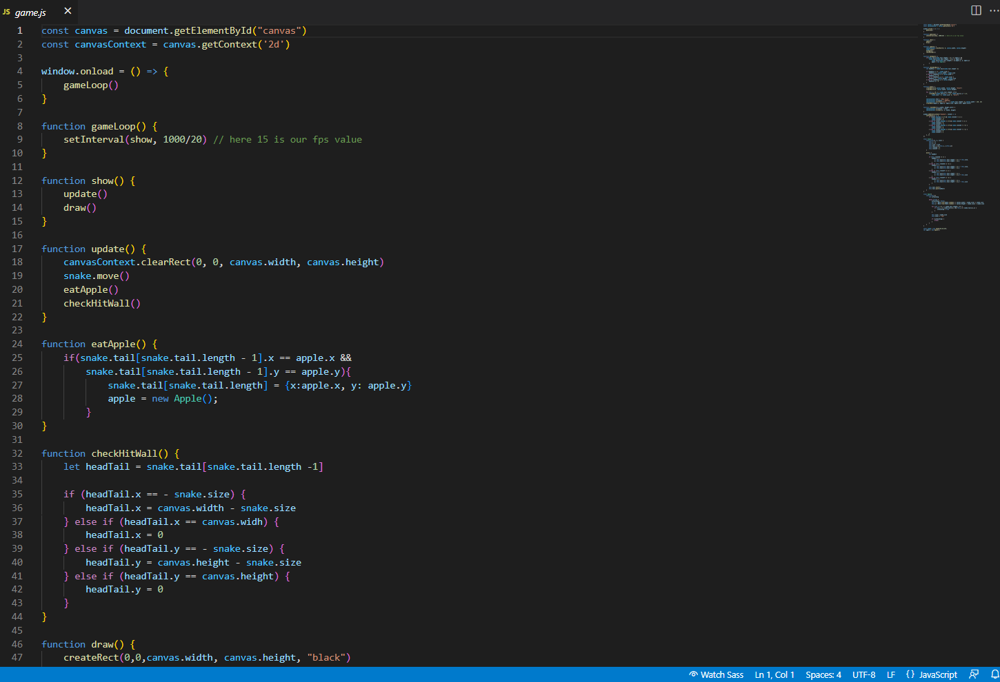 JS game.js ✕ ···
1 const canvas = document.getElementById("canvas")
2 const canvasContext = canvas.getContext('2d')
3
4 window.onload = () => {
5     gameLoop()
6 }
7
8 function gameLoop() {
9     setInterval(show, 1000/20) // here 15 is our fps value
10 }
11
12 function show() {
13     update()
14     draw()
15 }
16
17 function update() {
18     canvasContext.clearRect(0, 0, canvas.width, canvas.height)
19     snake.move()
20     eatApple()
21     checkHitWall()
22 }
23
24 function eatApple() {
25     if(snake.tail[snake.tail.length - 1].x == apple.x &&
26         snake.tail[snake.tail.length - 1].y == apple.y){
27             snake.tail[snake.tail.length] = {x:apple.x, y: apple.y}
28             apple = new Apple();
29         }
30 }
31
32 function checkHitWall() {
33     let headTail = snake.tail[snake.tail.length -1]
34
35     if (headTail.x == - snake.size) {
36         headTail.x = canvas.width - snake.size
37     } else if (headTail.x == canvas.widh) {
38         headTail.x = 0
39     } else if (headTail.y == - snake.size) {
40         headTail.y = canvas.height - snake.size
41     } else if (headTail.y == canvas.height) {
42         headTail.y = 0
43     }
44 }
45
46 function draw() {
47     createRect(0,0,canvas.width, canvas.height, "black")
Watch Sass Ln 1, Col 1 Spaces: 4 UTF-8 LF {} JavaScript